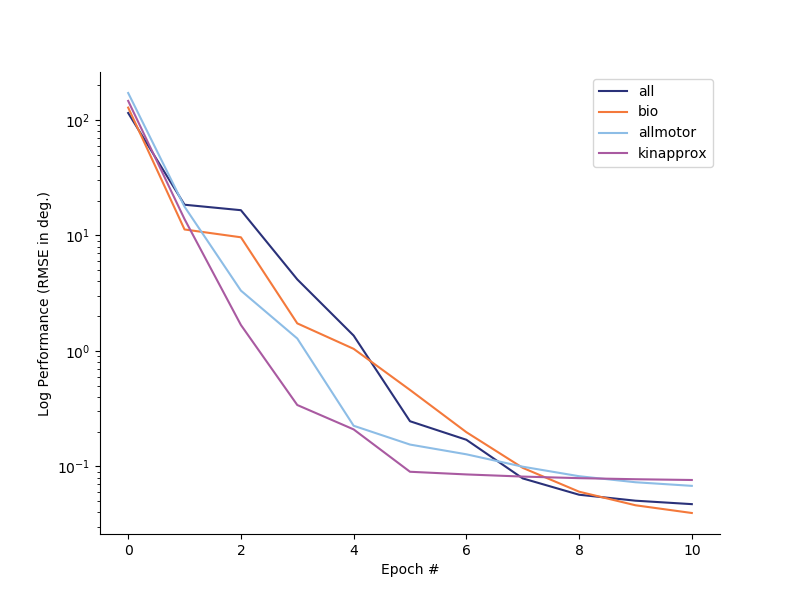 all
bio
allmotor
kinapprox
10²
10¹
10⁰
10⁻¹
Log Performance (RMSE in deg.)
0 2 4 6 8 10
Epoch #